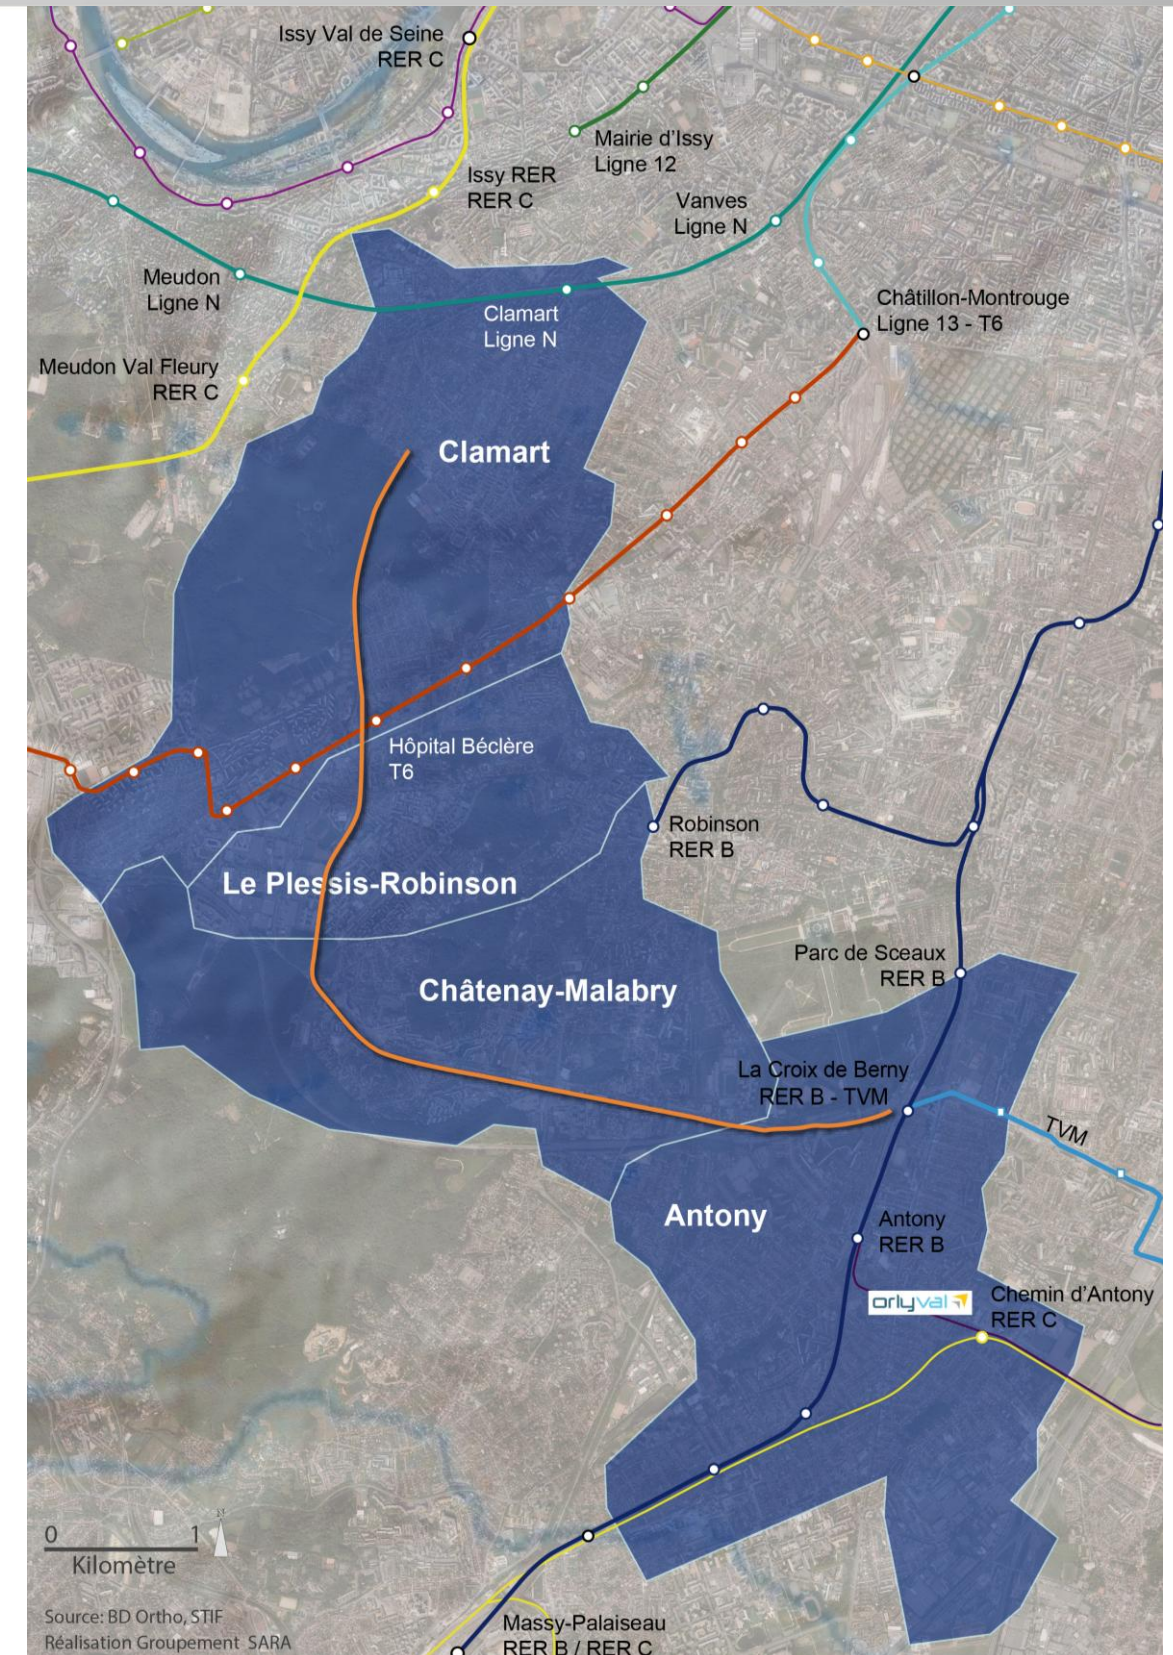 Issy Val de Seine
RER C
Mairie d'Issy
Ligne 12
Issy RER
RER C
Vanves
Ligne N
Meudon
Ligne N
Clamart
Ligne N
Châtillon-Montrouge
Ligne 13 - T6
Meudon Val Fleury
RER C
Clamart
Hôpital Béclère
T6
Robinson
RER B
Le Plessis-Robinson
Parc de Sceaux
RER B
Châtenay-Malabry
La Croix de Berny
RER B - TVM
TVM
Antony
Antony
RER B
orlyval
Chemin d'Antony
RER C
0 1
Kilomètre
Source: BD Ortho, STIF
Réalisation Groupement SARA
Massy-Palaiseau
RER B / RER C